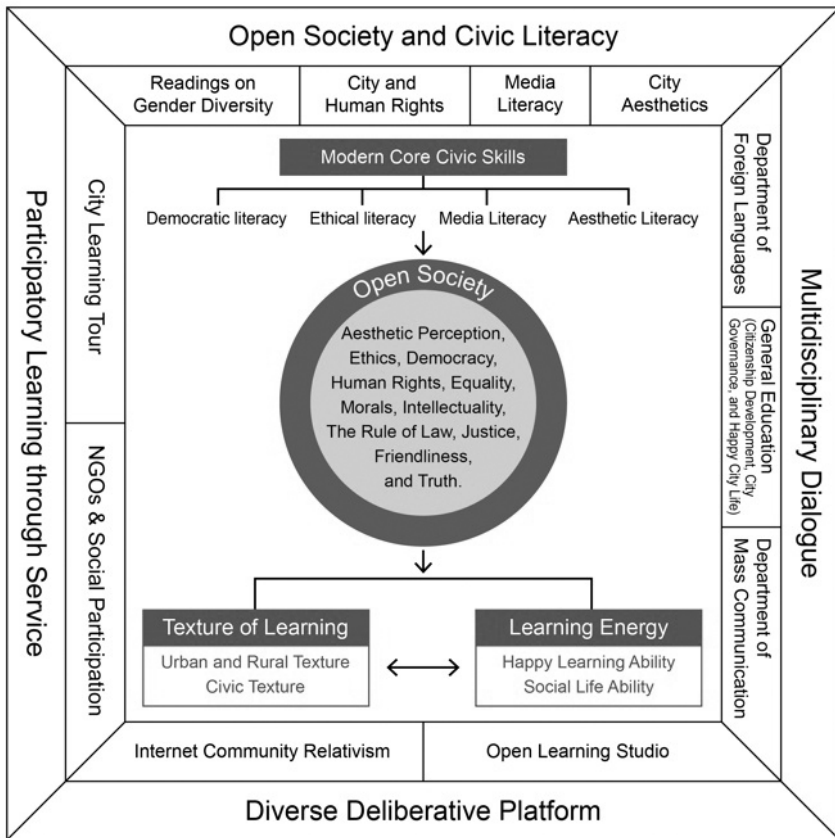 Open Society and Civic Literacy
Readings on
Gender Diversity
City and
Human Rights
Media
Literacy
City
Aesthetics
Participatory Learning through Service
City Learning Tour
NGOs & Social Participation
Modern Core Civic Skills
Democratic literacy
Ethical literacy
Media Literacy
Aesthetic Literacy
Open Society
Aesthetic Perception,
Ethics, Democracy,
Human Rights, Equality,
Morals, Intellectuality,
The Rule of Law, Justice,
Friendliness,
and Truth.
Texture of Learning
Urban and Rural Texture
Civic Texture
Learning Energy
Happy Learning Ability
Social Life Ability
Department of
Foreign Languages
General Education
(Citizenship Development, City
Governance, and Happy City Life)
Department of
Mass Communication
Multidisciplinary Dialogue
Internet Community Relativism
Open Learning Studio
Diverse Deliberative Platform